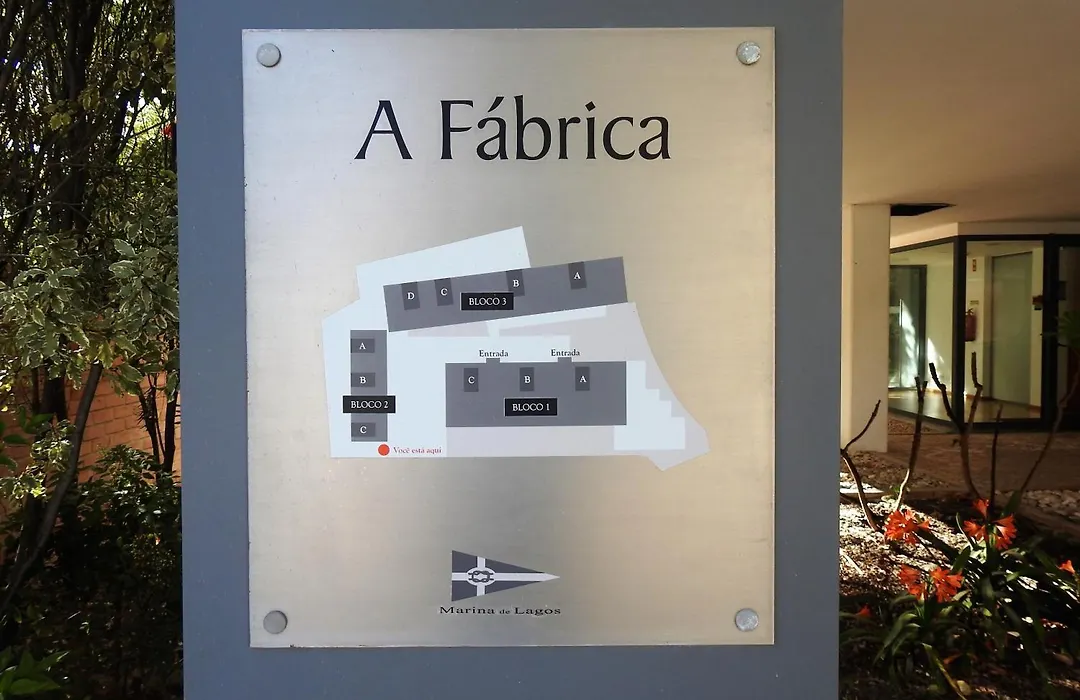 A Fábrica
A
B
C
D
BLOCO 3
A
Entrada
Entrada
B
C
B
A
BLOCO 2
BLOCO 1
C
Você está aqui
Marina de Lagos